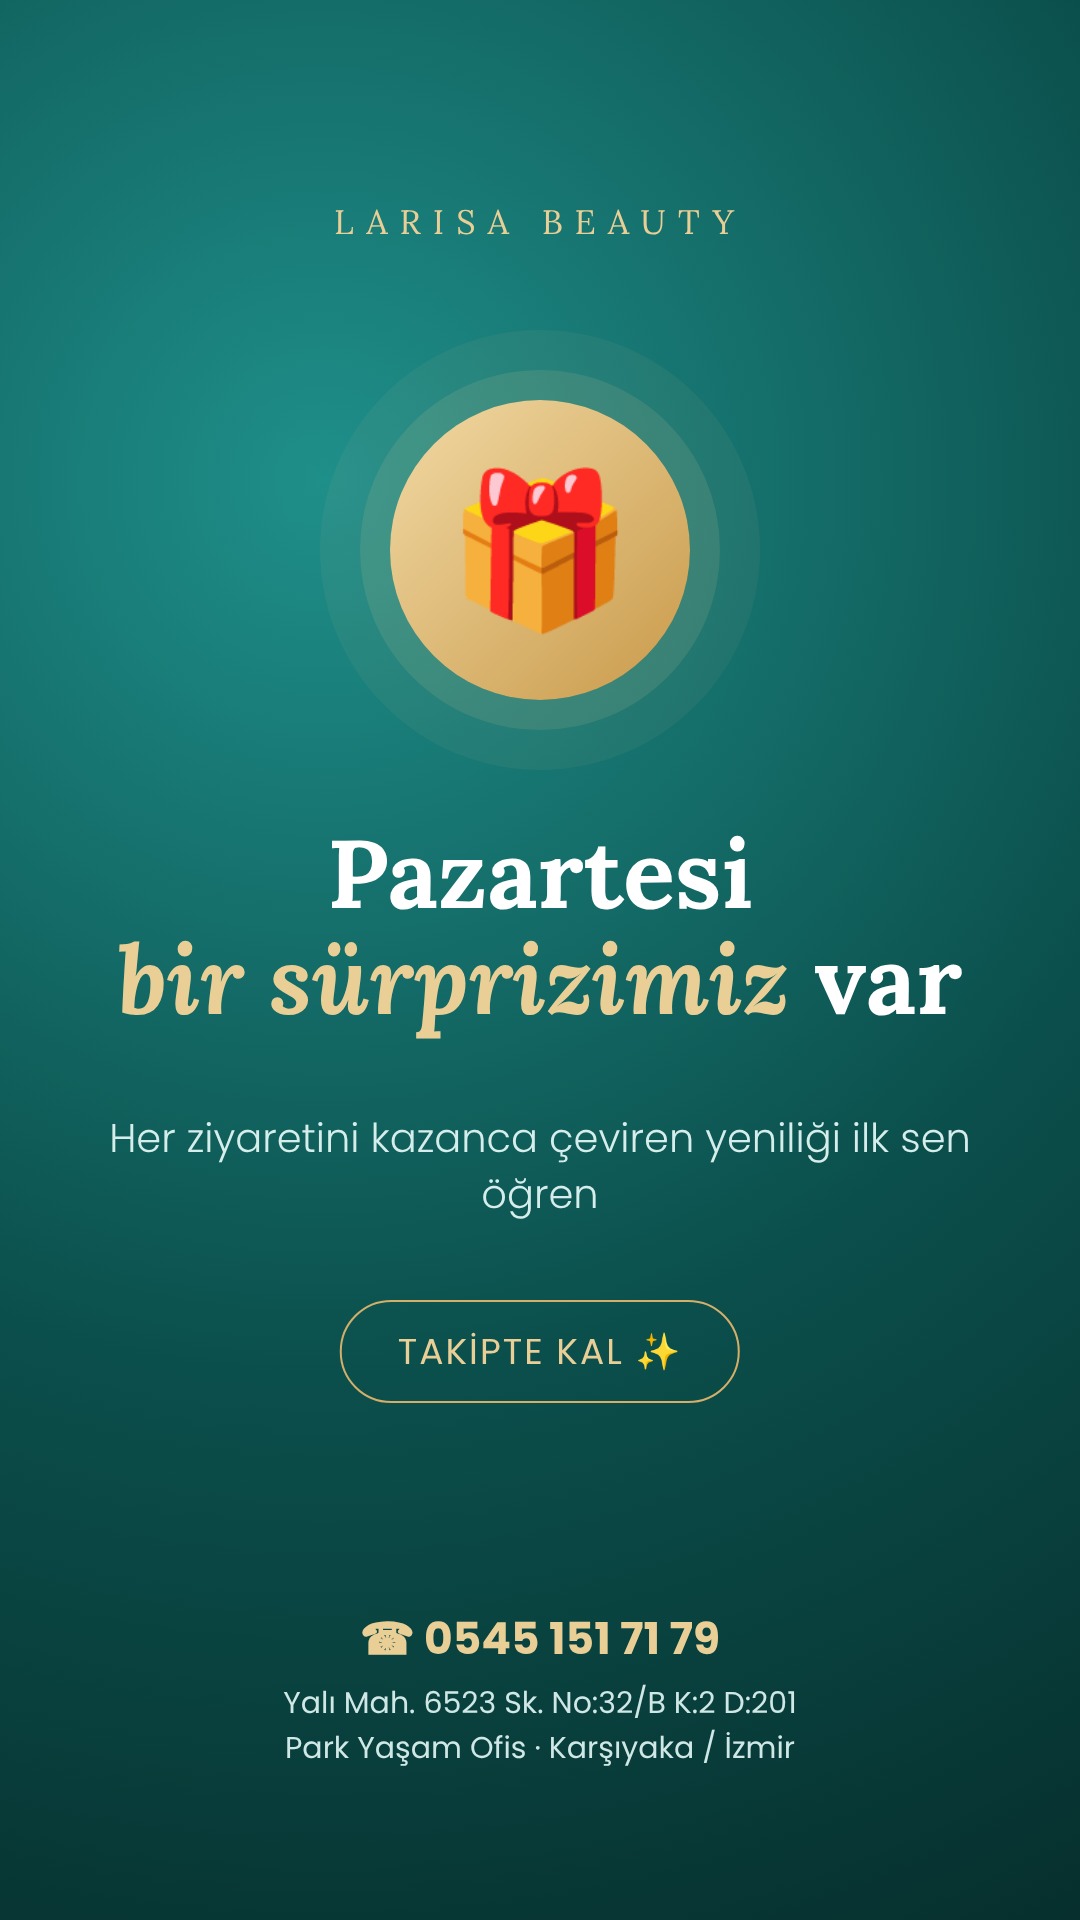 LARISA BEAUTY
Pazartesi
bir sürprizimiz var
Her ziyaretini kazanca çeviren yeniliği ilk sen
öğren
TAKİPTE KAL ✨
☎ 0545 151 71 79
Yalı Mah. 6523 Sk. No:32/B K:2 D:201
Park Yaşam Ofis · Karşıyaka / İzmir